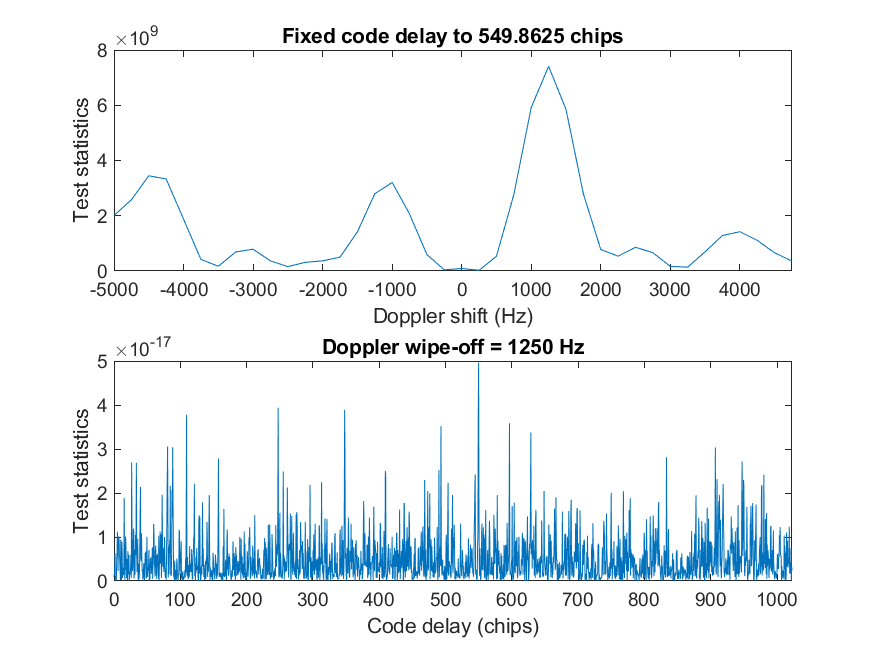 ×10^9
Fixed code delay to 549.8625 chips
8
6
4
2
0
Test statistics
-5000 -4000 -3000 -2000 -1000 0 1000 2000 3000 4000
Doppler shift (Hz)
×10^-17
Doppler wipe-off = 1250 Hz
5
4
3
2
1
0
Test statistics
0 100 200 300 400 500 600 700 800 900 1000
Code delay (chips)